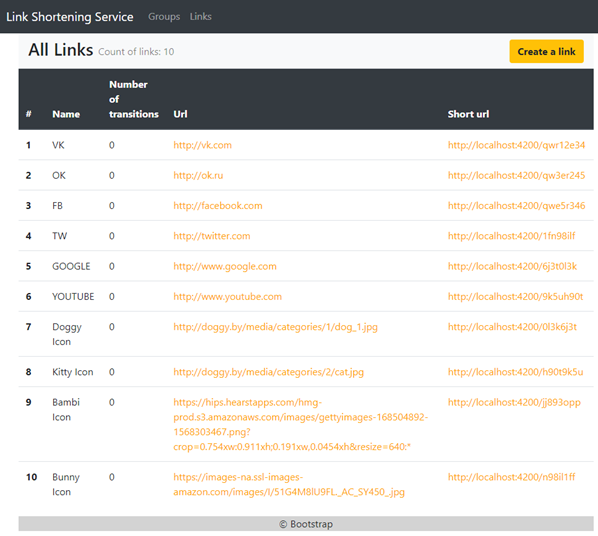 Link Shortening Service Groups Links
All Links Count of links: 10 Create a link
Number
of
# Name transitions Url Short url
1 VK 0 http://vk.com http://localhost:4200/qwr12e34
2 OK 0 http://ok.ru http://localhost:4200/qw3er245
3 FB 0 http://facebook.com http://localhost:4200/qwe5r346
4 TW 0 http://twitter.com http://localhost:4200/1fn98ilf
5 GOOGLE 0 http://www.google.com http://localhost:4200/6j3t0l3k
6 YOUTUBE 0 http://www.youtube.com http://localhost:4200/9k5uh90t
7 Doggy 0 http://doggy.by/media/categories/1/dog_1.jpg http://localhost:4200/0l3k6j3t
Icon
8 Kitty Icon 0 http://doggy.by/media/categories/2/cat.jpg http://localhost:4200/h90t9k5u
9 Bambi 0 https://hips.hearstapps.com/hmg- http://localhost:4200/jj893opp
Icon prod.s3.amazonaws.com/images/gettyimages-168504892-
1568303467.png?
crop=0.754xw:0.911xh;0.191xw,0.0454xh&resize=640:*
10 Bunny 0 https://images-na.ssl-images- http://localhost:4200/n98il1ff
Icon amazon.com/images/I/51G4M8lU9FL._AC_SY450_.jpg
© Bootstrap